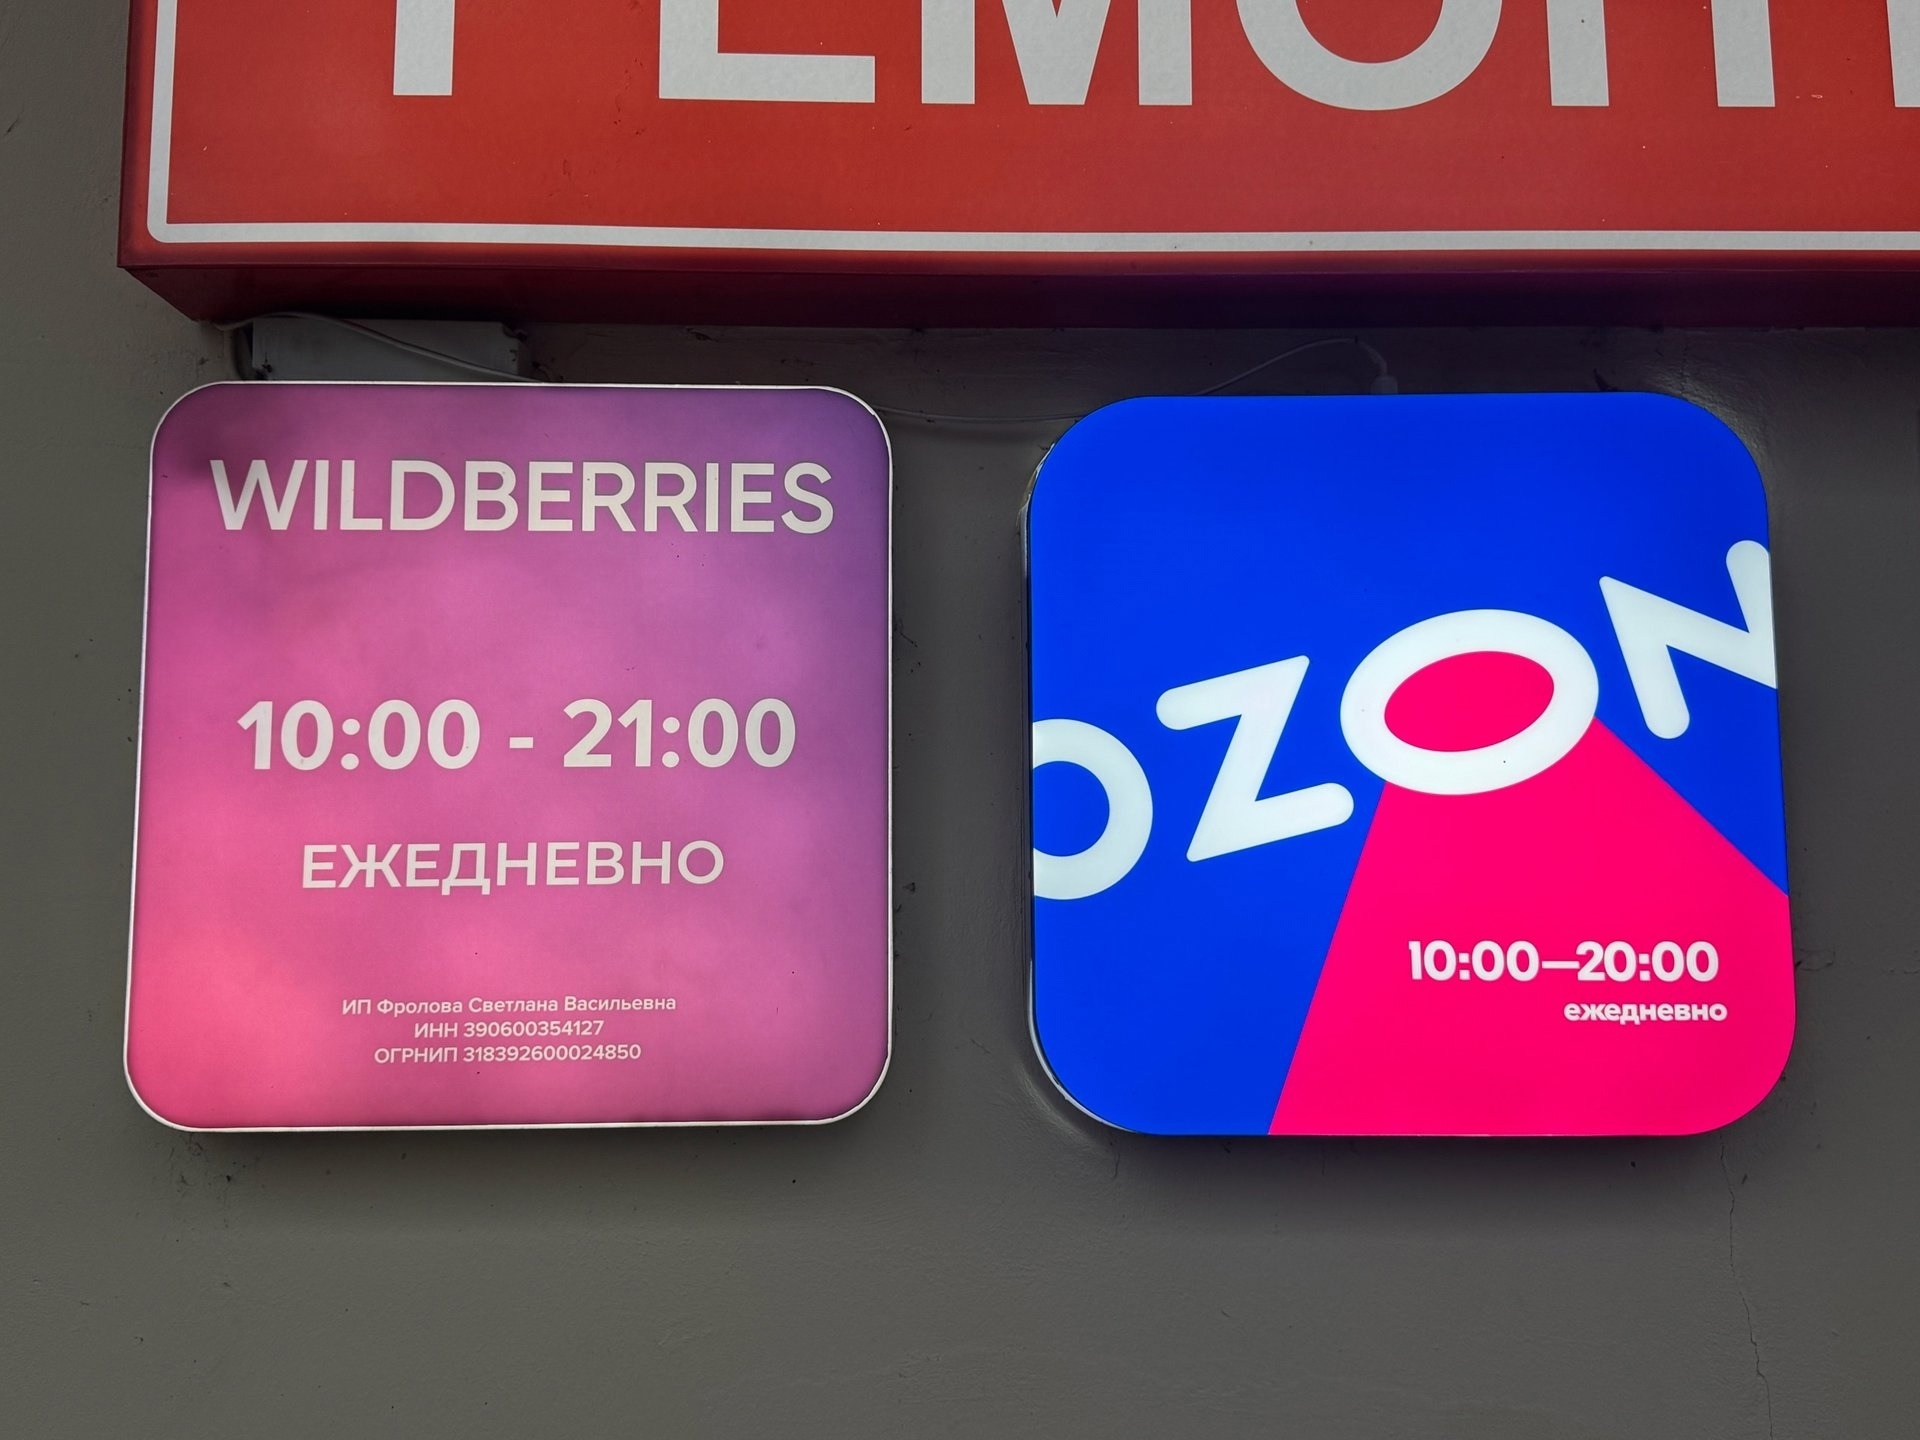 РЕМОНТ
WILDBERRIES
10:00 - 21:00
ЕЖЕДНЕВНО
ИП Фролова Светлана Васильевна
ИНН 390600354127
ОГРНИП 318392600024850
OZON
10:00—20:00
ежедневно